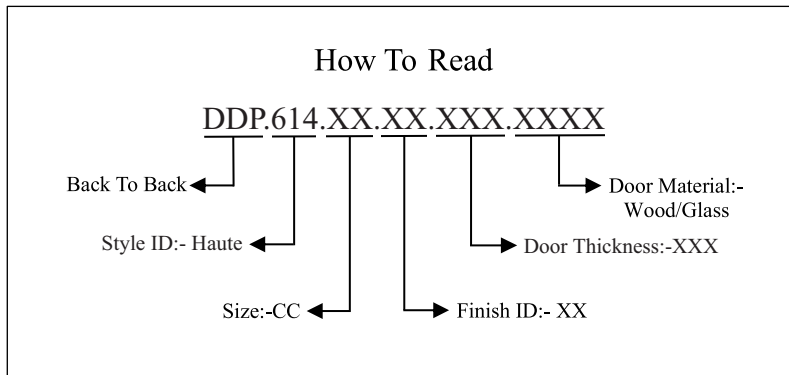 How To Read
DDP.614.XX.XX.XXX.XXXX
Back To Back
Door Material:-
Wood/Glass
Style ID:- Haute
Door Thickness:-XXX
Size:-CC
Finish ID:- XX